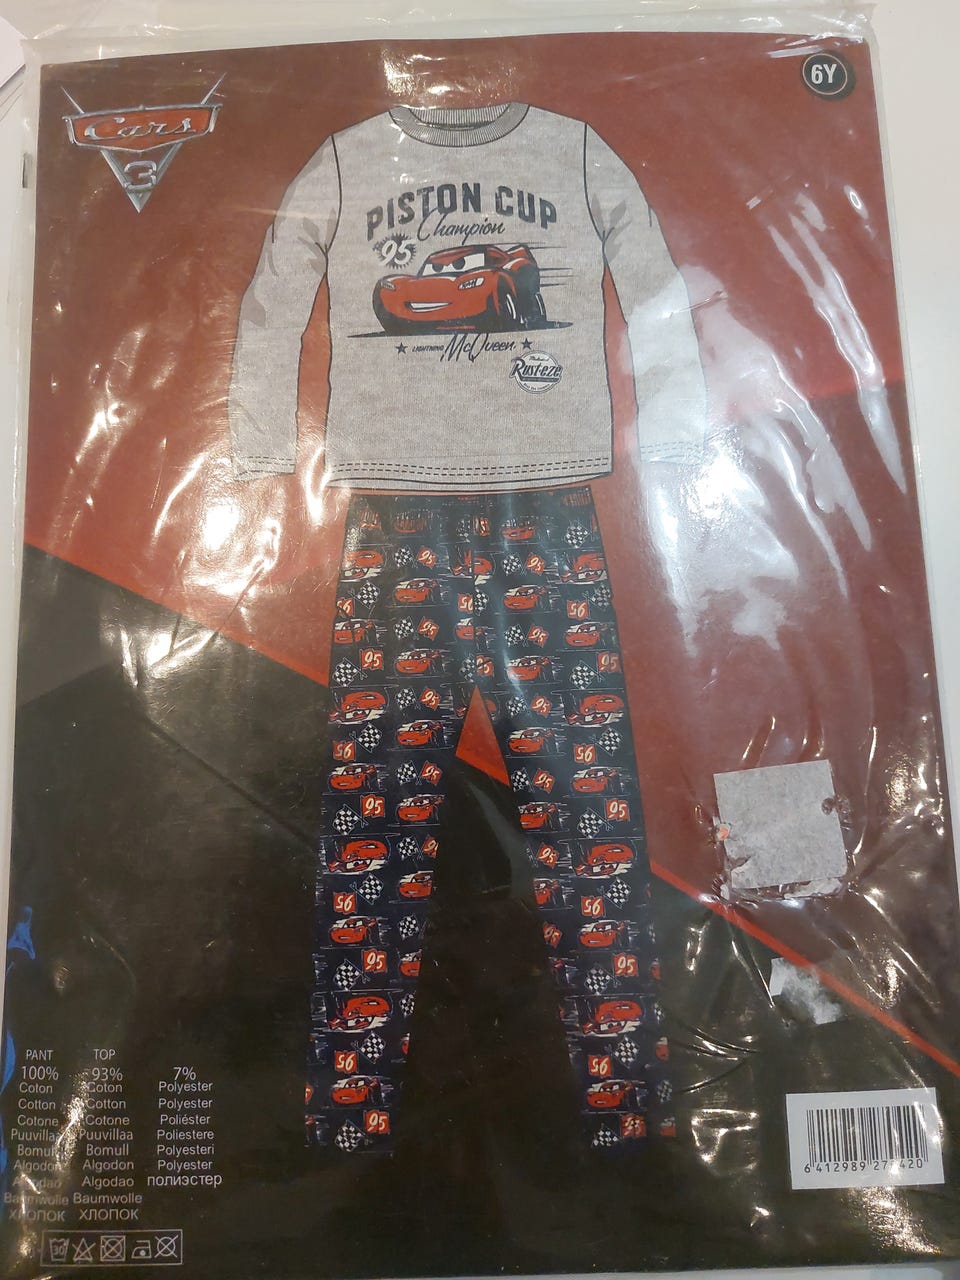 6Y
Cars
3
PISTON CUP
Champion
95
LIGHTNING McQueen
Rust-eze
PANT TOP
100% 93% 7%
Coton Coton Polyester
Cotton Cotton Polyester
Cotone Cotone Poliéster
Puuvillaa Puuvillaa Poliestere
Bomull Bomull Polyesteri
Algodon Algodon Polyester
Algodao Algodao полиэстер
Baumwolle Baumwolle
ХЛОПОК ХЛОПОК
30